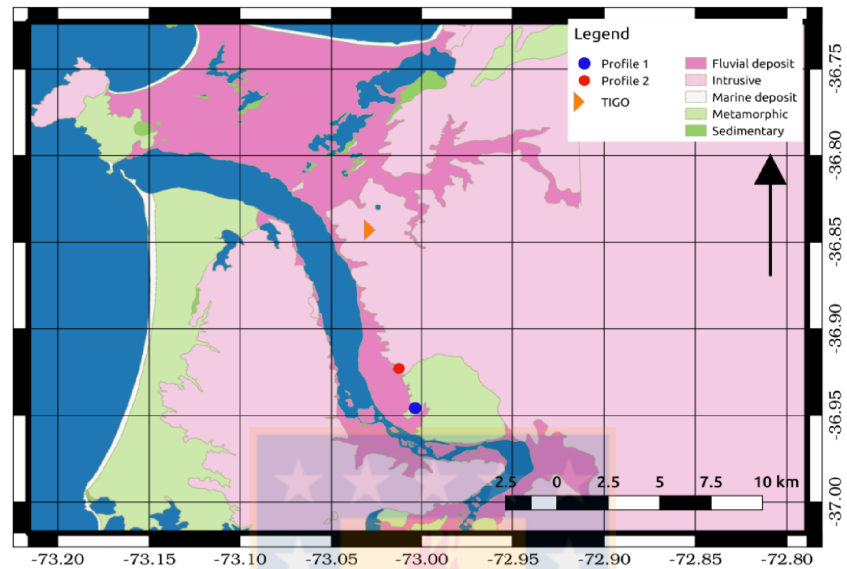 Legend
Profile 1
Profile 2
TIGO
Fluvial deposit
Intrusive
Marine deposit
Metamorphic
Sedimentary
-36.75
-36.80
-36.85
-36.90
-36.95
-37.00
2.5 0 2.5 5 7.5 10 km
-73.20 -73.15 -73.10 -73.05 -73.00 -72.95 -72.90 -72.85 -72.80